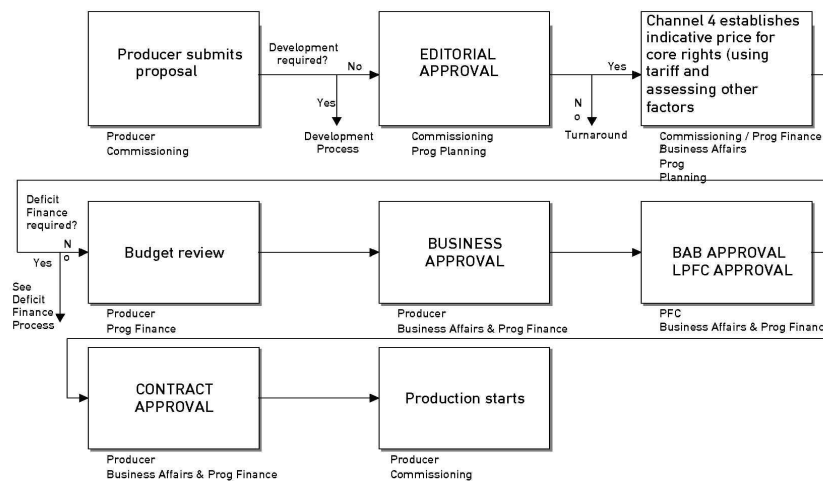 Producer submits
proposal
Producer
Commissioning
Development
required?
No
Yes
Development
Process
EDITORIAL
APPROVAL
Commissioning
Prog Planning
Yes
N
o
Turnaround
Channel 4 establishes
indicative price for
core rights (using
tariff and
assessing other
factors
Commissioning / Prog Finance
Business Affairs
Prog
Planning
Deficit
Finance
required?
N
o
Yes
See
Deficit
Finance
Process
Budget review
Producer
Prog Finance
BUSINESS
APPROVAL
Producer
Business Affairs & Prog Finance
BAB APPROVAL
LPFC APPROVAL
PFC
Business Affairs & Prog Finance
CONTRACT
APPROVAL
Producer
Business Affairs & Prog Finance
Production starts
Producer
Commissioning